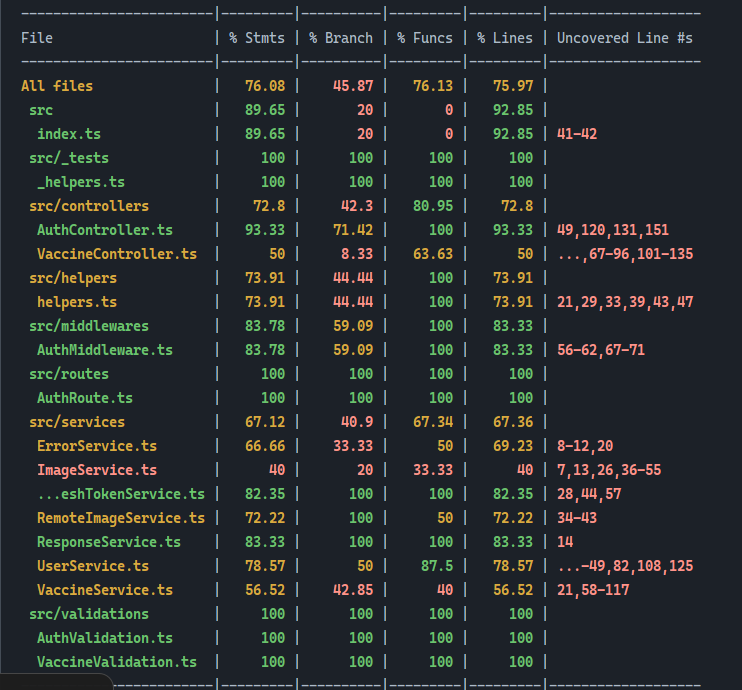 -------------------------|---------|----------|---------|---------|-------------------
File                     | % Stmts | % Branch | % Funcs | % Lines | Uncovered Line #s
-------------------------|---------|----------|---------|---------|-------------------
All files                |   76.08 |    45.87 |   76.13 |   75.97 |
 src                     |   89.65 |       20 |       0 |   92.85 |
  index.ts               |   89.65 |       20 |       0 |   92.85 | 41-42
 src/_tests              |     100 |      100 |     100 |     100 |
  _helpers.ts            |     100 |      100 |     100 |     100 |
 src/controllers         |    72.8 |     42.3 |   80.95 |    72.8 |
  AuthController.ts      |   93.33 |    71.42 |     100 |   93.33 | 49,120,131,151
  VaccineController.ts   |      50 |     8.33 |   63.63 |      50 | ...,67-96,101-135
 src/helpers             |   73.91 |    44.44 |     100 |   73.91 |
  helpers.ts             |   73.91 |    44.44 |     100 |   73.91 | 21,29,33,39,43,47
 src/middlewares         |   83.78 |    59.09 |     100 |   83.33 |
  AuthMiddleware.ts      |   83.78 |    59.09 |     100 |   83.33 | 56-62,67-71
 src/routes              |     100 |      100 |     100 |     100 |
  AuthRoute.ts           |     100 |      100 |     100 |     100 |
 src/services            |   67.12 |     40.9 |   67.34 |   67.36 |
  ErrorService.ts        |   66.66 |    33.33 |      50 |   69.23 | 8-12,20
  ImageService.ts        |      40 |       20 |   33.33 |      40 | 7,13,26,36-55
  ...eshTokenService.ts  |   82.35 |      100 |     100 |   82.35 | 28,44,57
  RemoteImageService.ts  |   72.22 |      100 |      50 |   72.22 | 34-43
  ResponseService.ts     |   83.33 |      100 |     100 |   83.33 | 14
  UserService.ts         |   78.57 |       50 |    87.5 |   78.57 | ...-49,82,108,125
  VaccineService.ts      |   56.52 |    42.85 |      40 |   56.52 | 21,58-117
 src/validations         |     100 |      100 |     100 |     100 |
  AuthValidation.ts      |     100 |      100 |     100 |     100 |
  VaccineValidation.ts   |     100 |      100 |     100 |     100 |
-------------------------|---------|----------|---------|---------|-------------------